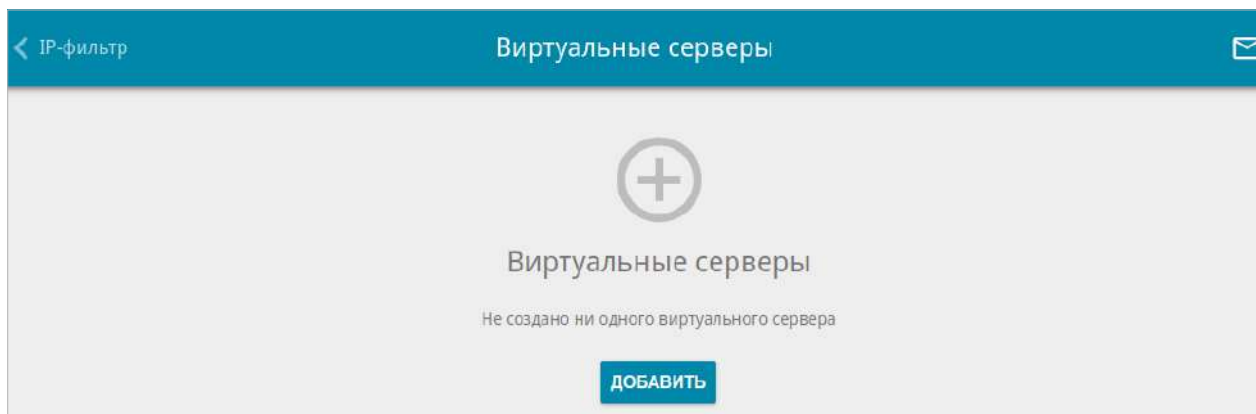 IP-фильтр
Виртуальные серверы
Виртуальные серверы
Не создано ни одного виртуального сервера
ДОБАВИТЬ